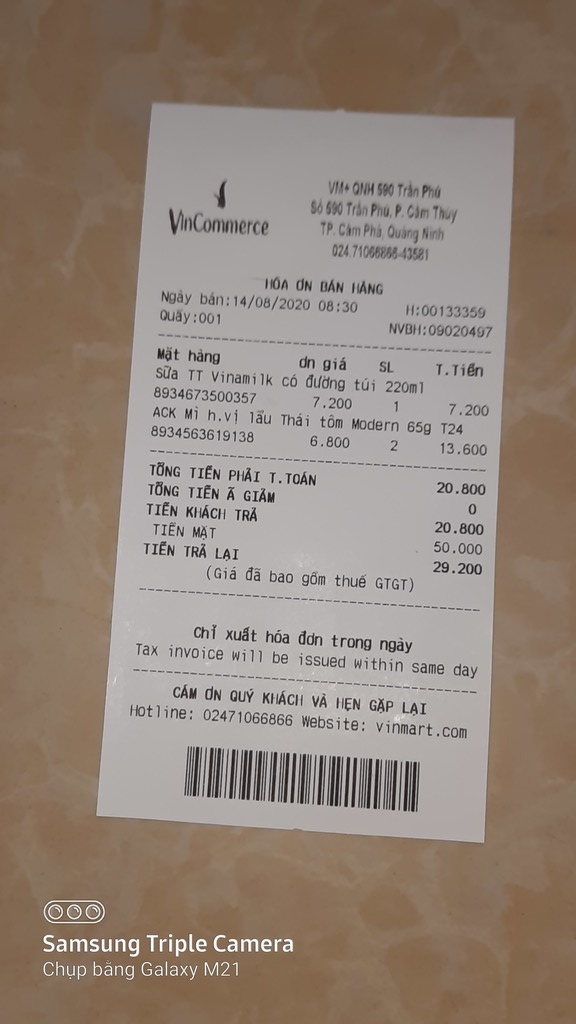 VinCommerce
VM+ QNH 590 Trần Phú
Số 590 Trần Phú, P. Cẩm Thủy
TP. Cẩm Phả, Quảng Ninh
024.71066866-43581
HÓA ƠN BÁN HÀNG
Ngày bán:14/08/2020 08:30 H:00133359
Quầy:001 NVBH:09020497
Mặt hàng ơn giá SL T.Tiền
Sữa TT Vinamilk có đường túi 220ml
8934673500357 7.200 1 7.200
ACK Mì h.vị lẩu Thái tôm Modern 65g T24
8934563619138 6.800 2 13.600
TỔNG TIỀN PHẢI T.TOÁN 20.800
TỔNG TIỀN Ã GIẢM 0
TIỀN KHÁCH TRẢ 20.800
TIỀN MẶT 50.000
TIỀN TRẢ LẠI 29.200
(Giá đã bao gồm thuế GTGT)
Chỉ xuất hóa đơn trong ngày
Tax invoice will be issued within same day
CẢM ƠN QUÝ KHÁCH VÀ HẸN GẶP LẠI
Hotline: 02471066866 Website: vinmart.com
Samsung Triple Camera
Chụp bằng Galaxy M21